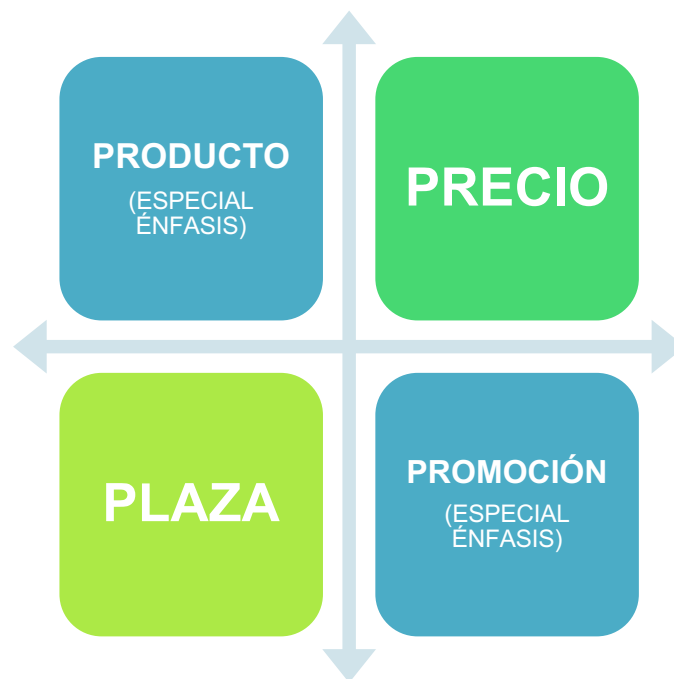 PRODUCTO
(ESPECIAL
ÉNFASIS)
PRECIO
PLAZA
PROMOCIÓN
(ESPECIAL
ÉNFASIS)